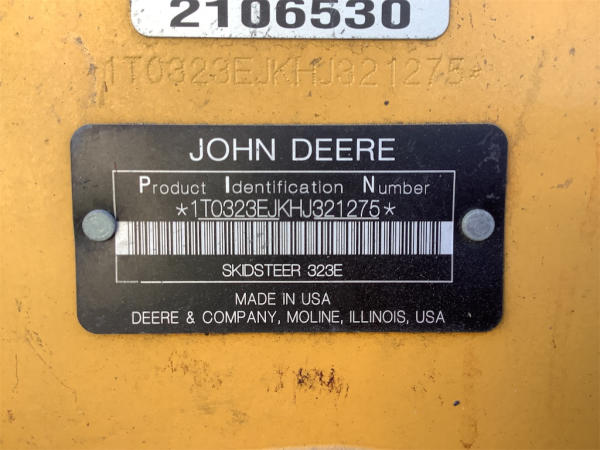 2106530
1T0323EJKHJ321275*
JOHN DEERE
Product Identification Number
*1T0323EJKHJ321275*
SKIDSTEER 323E
MADE IN USA
DEERE & COMPANY, MOLINE, ILLINOIS, USA